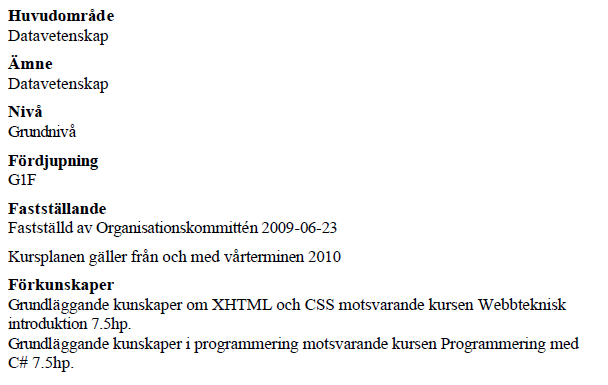 Huvudområde
Datavetenskap
Ämne
Datavetenskap
Nivå
Grundnivå
Fördjupning
G1F
Fastställande
Fastställd av Organisationskommittén 2009-06-23
Kursplanen gäller från och med vårterminen 2010
Förkunskaper
Grundläggande kunskaper om XHTML och CSS motsvarande kursen Webbteknisk
introduktion 7.5hp.
Grundläggande kunskaper i programmering motsvarande kursen Programmering med
C# 7.5hp.